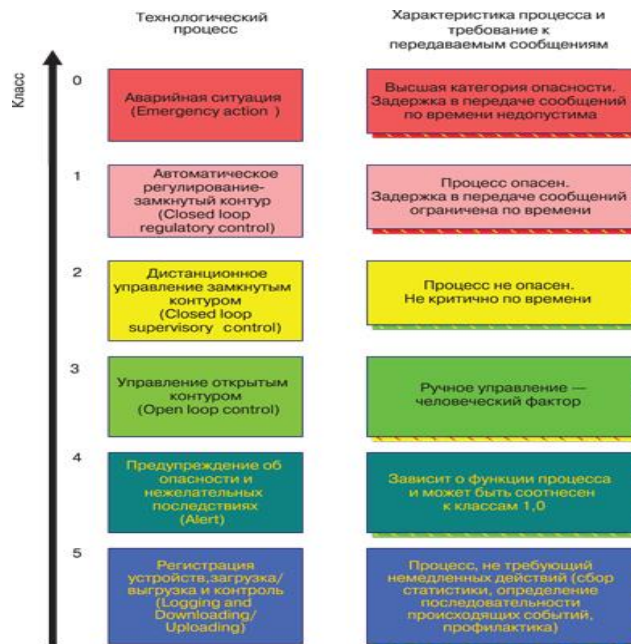 Технологический
процесс
Характеристика процесса и
требование к
передаваемым сообщениям
Класс
0
Аварийная ситуация
(Emergency action )
Высшая категория опасности.
Задержка в передаче сообщений
по времени недопустима
1
Автоматическое
регулирование-
замкнутый контур
(Closed loop
regulatory control)
Процесс опасен.
Задержка в передаче сообщений
ограничена по времени
2
Дистанционное
управление замкнутым
контуром
(Closed loop
supervisory control)
Процесс не опасен.
Не критично по времени
3
Управление открытым
контуром
(Open loop control)
Ручное управление —
человеческий фактор
4
Предупреждение об
опасности и
нежелательных
последствиях
(Alert)
Зависит о функции процесса
и может быть соотнесен
к классам 1,0
5
Регистрация
устройств,загрузка/
выгрузка и контроль
(Logging and
Downloading/
Uploading)
Процесс, не требующий
немедленных действий (сбор
статистики, определение
последовательности
происходящих событий,
профилактика)